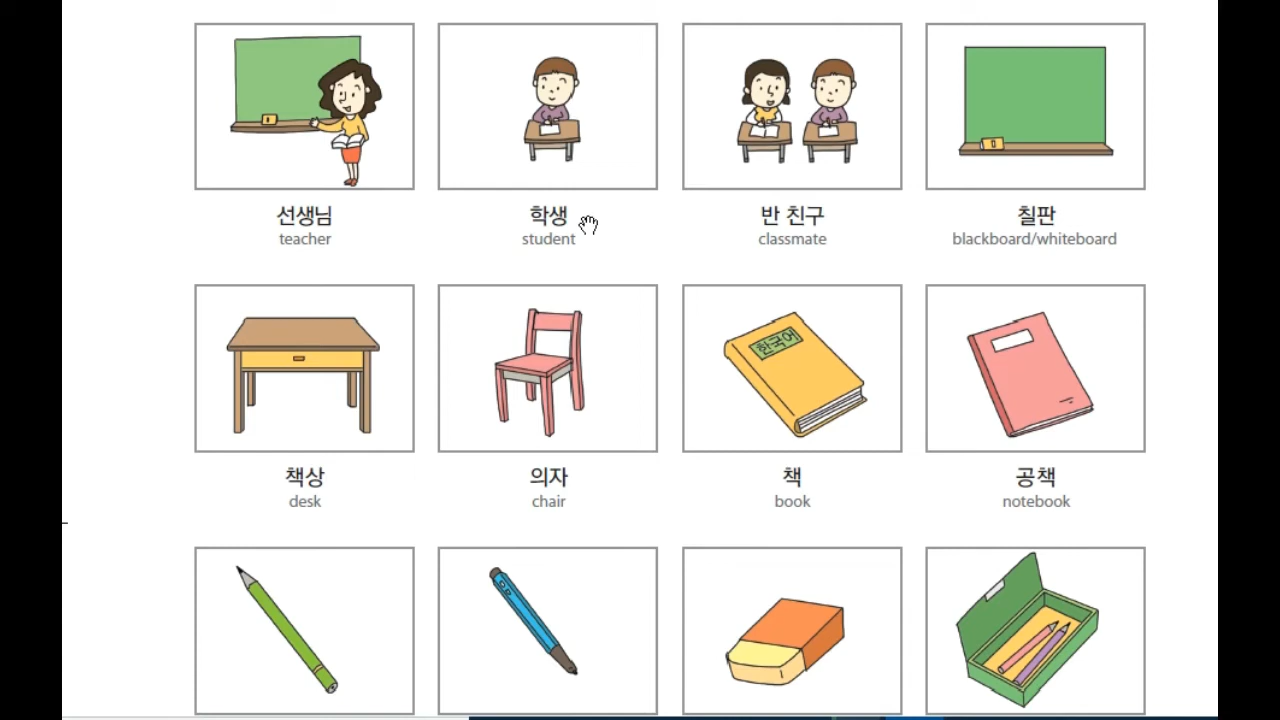 선생님
teacher
학생
student
반 친구
classmate
칠판
blackboard/whiteboard
한국어
책상
desk
의자
chair
책
book
공책
notebook